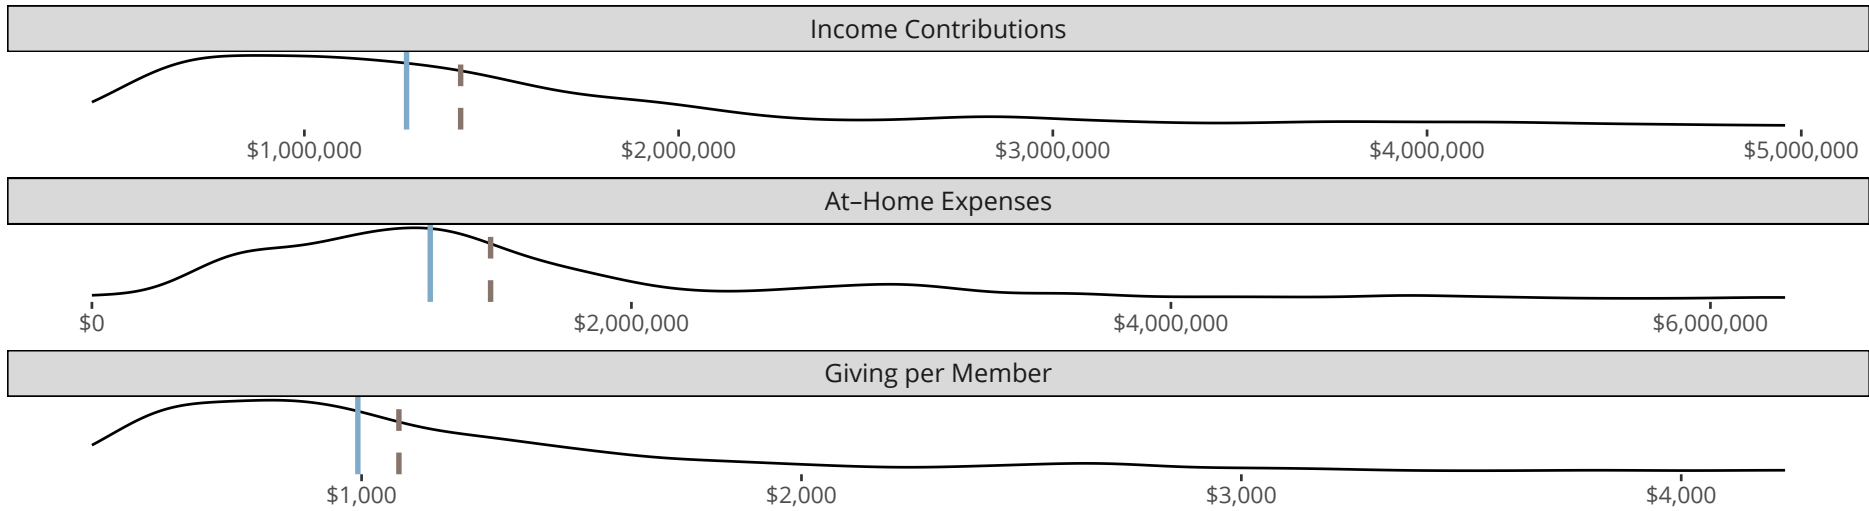 Income Contributions
$1,000,000 $2,000,000 $3,000,000 $4,000,000 $5,000,000
At–Home Expenses
$0 $2,000,000 $4,000,000 $6,000,000
Giving per Member
$1,000 $2,000 $3,000 $4,000